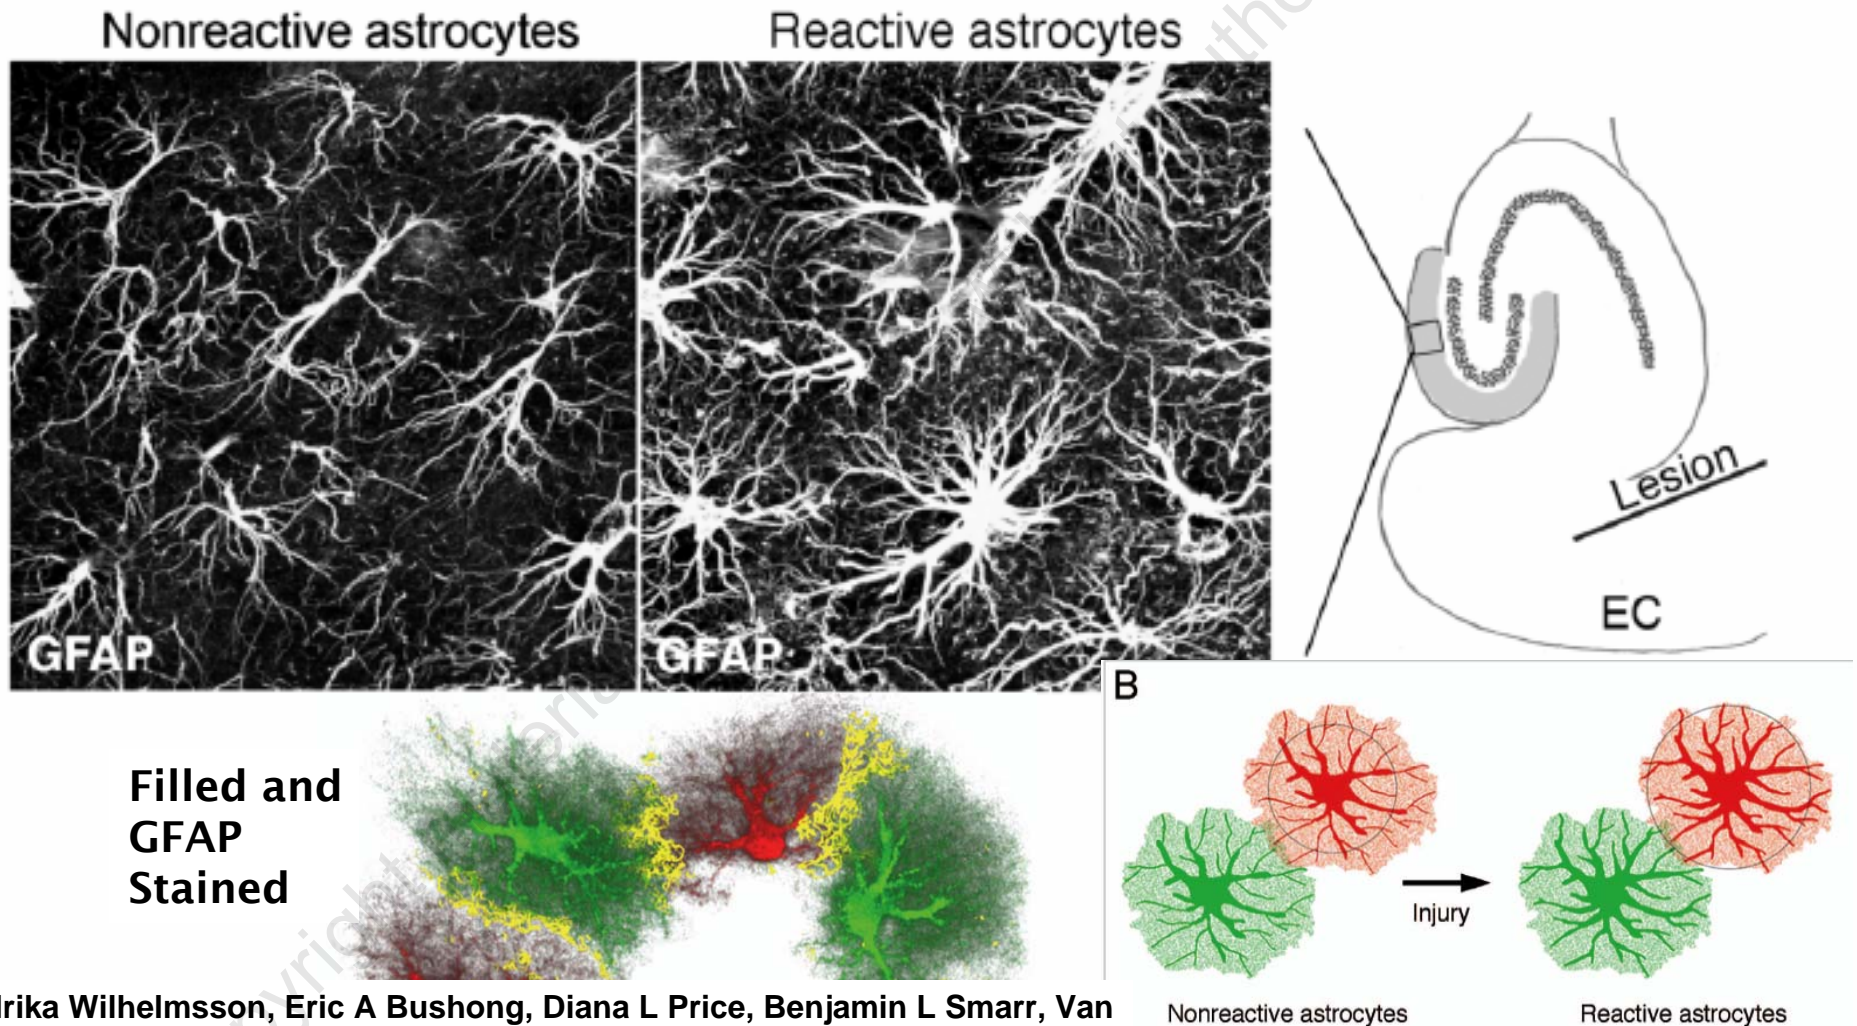 Nonreactive astrocytes
Reactive astrocytes
GFAP
GFAP
Lesion
EC
B
Filled and
GFAP
Stained
Injury
Nonreactive astrocytes
Reactive astrocytes
Wilhelmsson, Eric A Bushong, Diana L Price, Benjamin L Smarr, Van